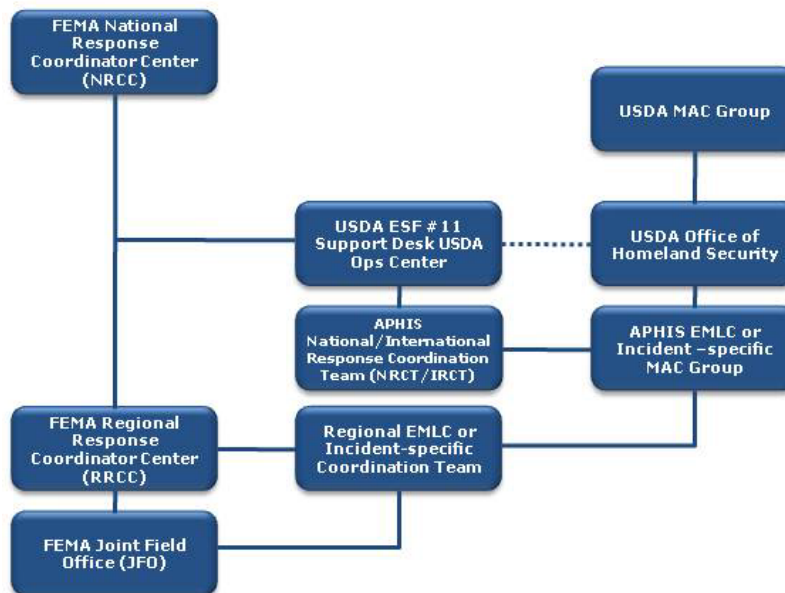 FEMA National
Response
Coordinator Center
(NRCC)
USDA MAC Group
USDA ESF # 11
Support Desk USDA
Ops Center
USDA Office of
Homeland Security
APHIS
National/International
Response Coordination
Team (NRCT/IRCT)
APHIS EMLC or
Incident –specific
MAC Group
FEMA Regional
Response
Coordinator Center
(RRCC)
Regional EMLC or
Incident-specific
Coordination Team
FEMA Joint Field
Office (JFO)